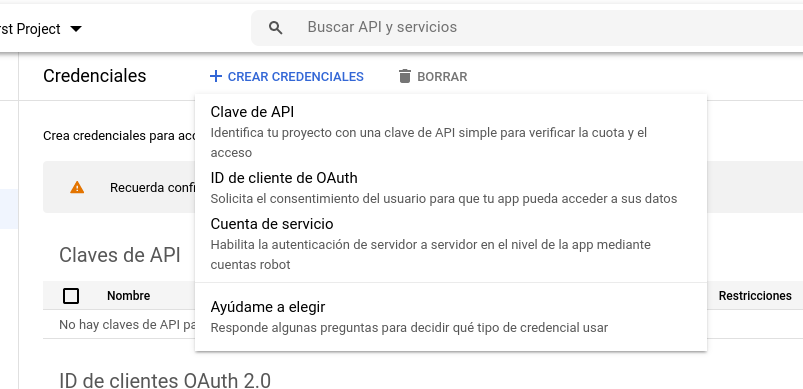 rst Project
Buscar API y servicios
Credenciales
CREAR CREDENCIALES
BORRAR
Clave de API
Identifica tu proyecto con una clave de API simple para verificar la cuota y el
acceso
Crea credenciales para acc
ID de cliente de OAuth
Solicita el consentimiento del usuario para que tu app pueda acceder a sus datos
Recuerda confi
Cuenta de servicio
Habilita la autenticación de servidor a servidor en el nivel de la app mediante
cuentas robot
Claves de API
Nombre
Restricciones
Ayúdame a elegir
Responde algunas preguntas para decidir qué tipo de credencial usar
No hay claves de API pa
ID de clientes OAuth 2.0